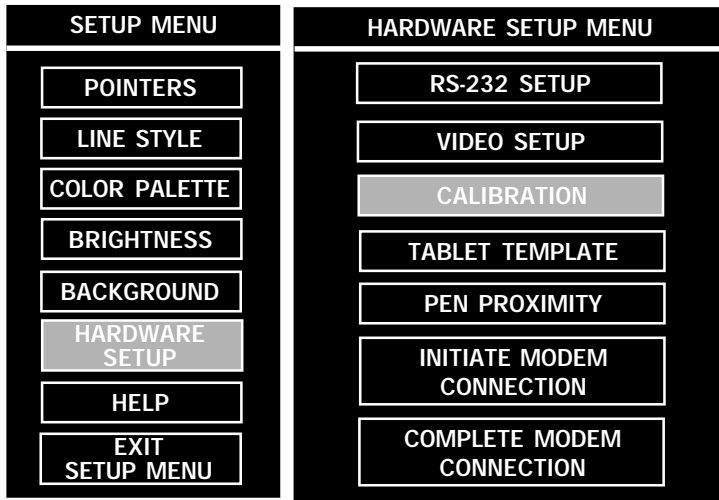 SETUP MENU
POINTERS
LINE STYLE
COLOR PALETTE
BRIGHTNESS
BACKGROUND
HARDWARE
SETUP
HELP
EXIT
SETUP MENU
HARDWARE SETUP MENU
RS-232 SETUP
VIDEO SETUP
CALIBRATION
TABLET TEMPLATE
PEN PROXIMITY
INITIATE MODEM
CONNECTION
COMPLETE MODEM
CONNECTION